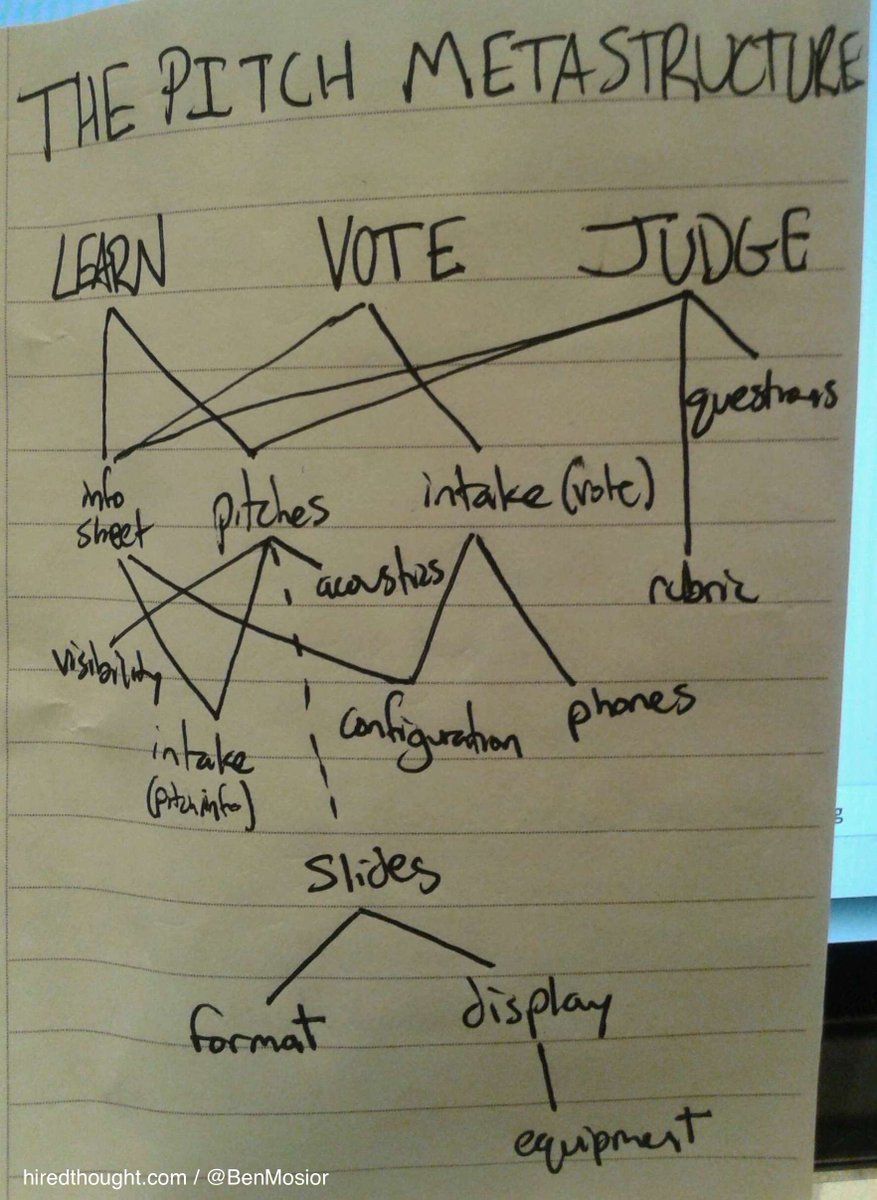 THE PITCH METASTRUCTURE
LEARN VOTE JUDGE
questions
info
sheet
pitches
intake (vote)
acoustics
rubric
visibility
configuration
phones
intake
(pitch info)
slides
format
display
equipment
hiredthought.com / @BenMosior